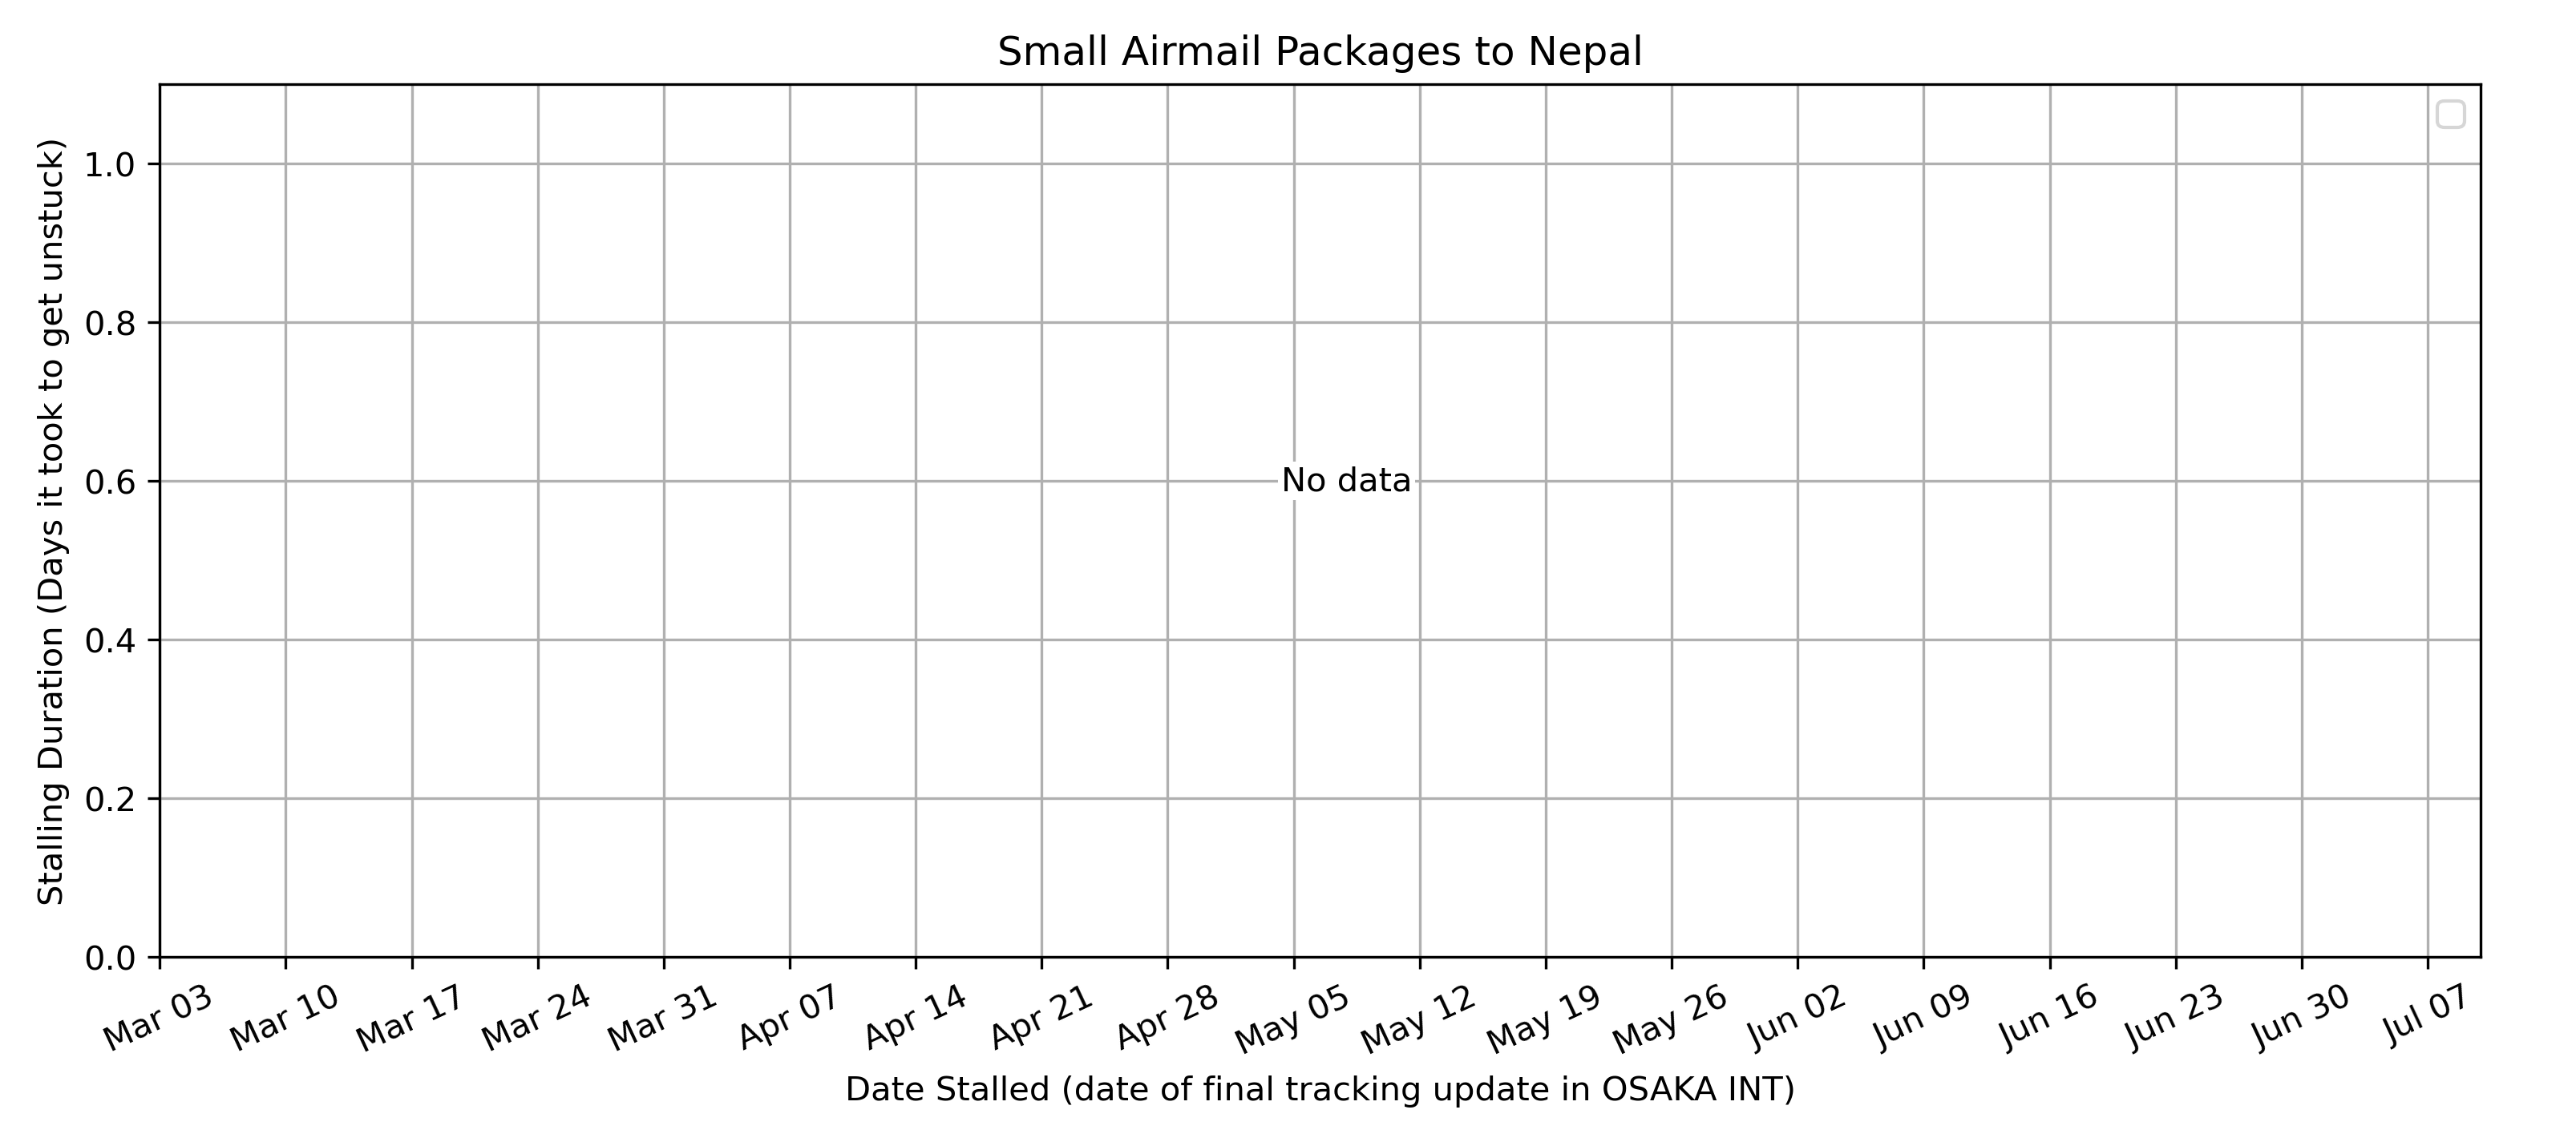 Small Airmail Packages to Nepal
Stalling Duration (Days it took to get unstuck)
1.0
0.8
0.6
0.4
0.2
0.0
No data
Mar 03 Mar 10 Mar 17 Mar 24 Mar 31 Apr 07 Apr 14 Apr 21 Apr 28 May 05 May 12 May 19 May 26 Jun 02 Jun 09 Jun 16 Jun 23 Jun 30 Jul 07
Date Stalled (date of final tracking update in OSAKA INT)